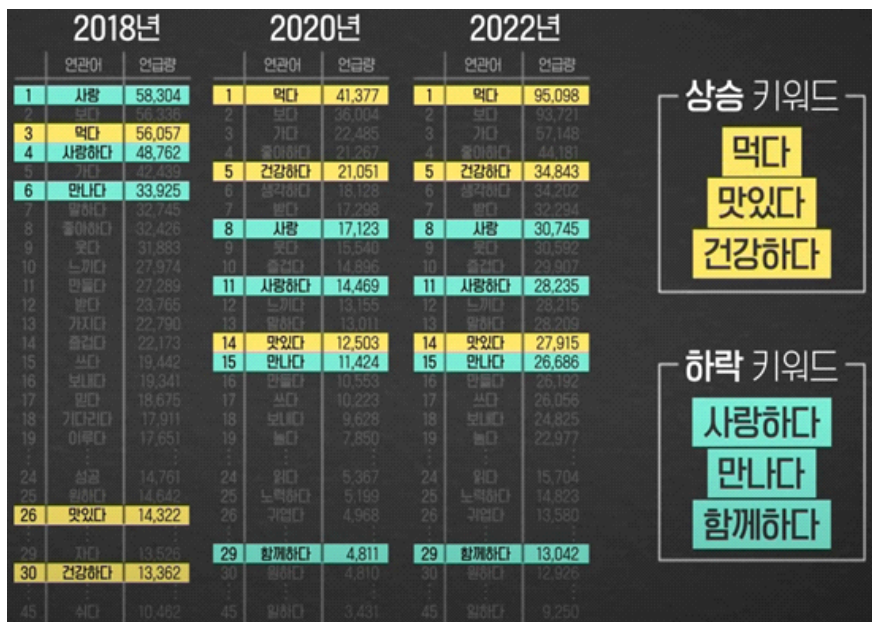 2018년 2020년 2022년
연관어 언급량 연관어 언급량 연관어 언급량
1 사랑 58,304 1 먹다 41,377 1 먹다 95,098
2 보다 56,336 2 보다 36,004 2 보다 93,721
3 먹다 56,057 3 가다 22,485 3 가다 57,148
4 사랑하다 48,762 4 좋아하다 21,267 4 좋아하다 44,181
5 가다 42,439 5 건강하다 21,051 5 건강하다 34,843
6 만나다 33,925 6 생각하다 18,128 6 생각하다 34,202
7 말하다 32,745 7 받다 17,298 7 받다 32,294
8 좋아하다 32,426 8 사랑 17,123 8 사랑 30,745
9 웃다 31,883 9 웃다 15,540 9 웃다 30,592
10 느끼다 27,974 10 즐겁다 14,896 10 즐겁다 29,907
11 만들다 27,289 11 사랑하다 14,469 11 사랑하다 28,235
12 받다 23,765 12 느끼다 13,155 12 느끼다 28,215
13 가지다 22,790 13 말하다 13,011 13 말하다 28,209
14 즐겁다 22,173 14 맛있다 12,503 14 맛있다 27,915
15 쓰다 19,442 15 만나다 11,424 15 만나다 26,686
16 보내다 19,341 16 만들다 10,553 16 만들다 26,192
17 믿다 18,675 17 쓰다 10,223 17 쓰다 26,056
18 기다리다 17,911 18 보내다 9,628 18 보내다 24,825
19 이루다 17,651 19 놀다 7,850 19 놀다 22,977
24 성공 14,761 24 읽다 5,367 24 읽다 15,704
25 원하다 14,642 25 노력하다 5,199 25 노력하다 14,823
26 맛있다 14,322 26 귀엽다 4,968 26 귀엽다 13,580
29 자다 13,526 29 함께하다 4,811 29 함께하다 13,042
30 건강하다 13,362 30 원하다 4,810 30 원하다 12,926
45 쉬다 10,462 45 일하다 3,431 45 일하다 9,250
상승 키워드
먹다
맛있다
건강하다
하락 키워드
사랑하다
만나다
함께하다